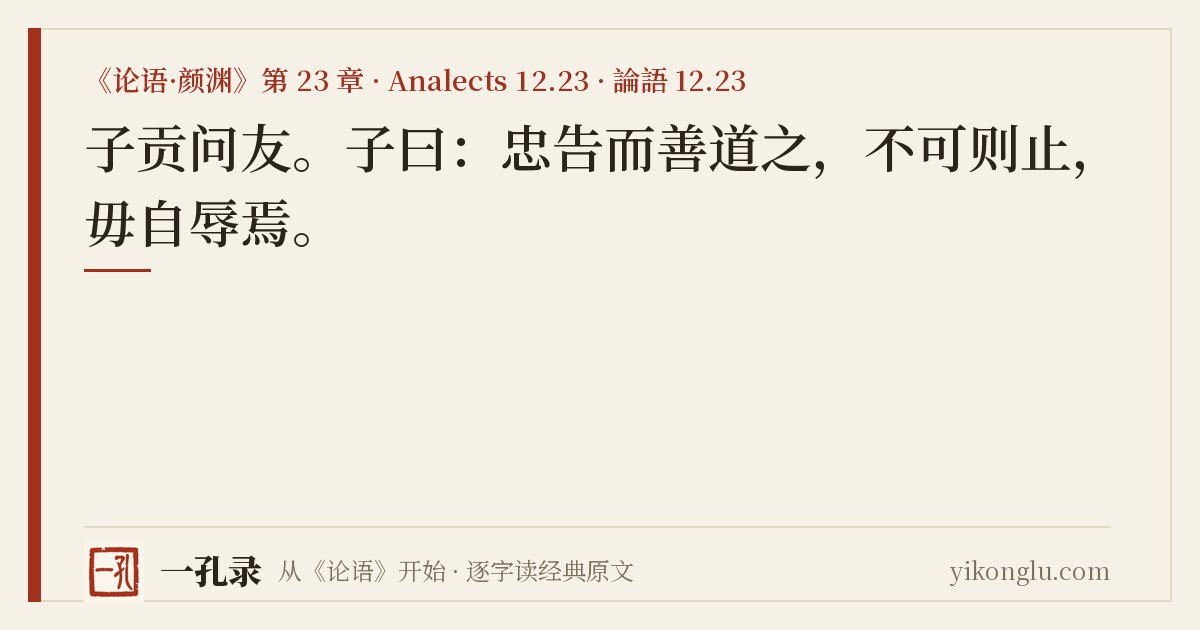 《论语·颜渊》第 23 章 · Analects 12.23 · 論語 12.23
子贡问友。子曰：忠告而善道之，不可则止，
毋自辱焉。
一孔
一孔录 从《论语》开始 · 逐字读经典原文 yikonglu.com